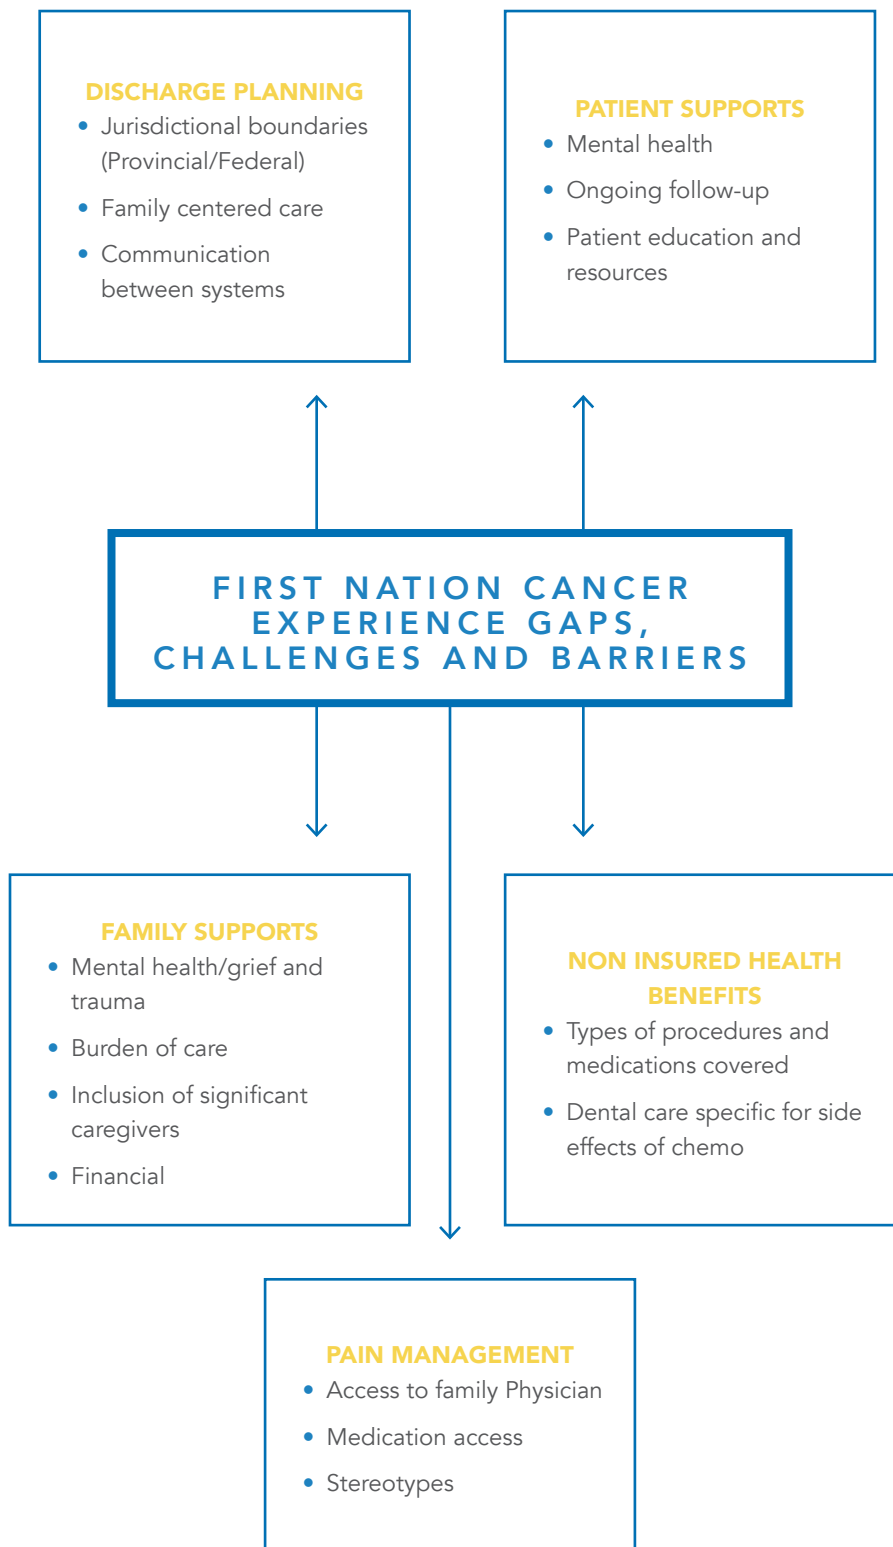 DISCHARGE PLANNING
• Jurisdictional boundaries
(Provincial/Federal)
• Family centered care
• Communication
between systems
PATIENT SUPPORTS
• Mental health
• Ongoing follow-up
• Patient education and
resources
FIRST NATION CANCER
EXPERIENCE GAPS,
CHALLENGES AND BARRIERS
FAMILY SUPPORTS
• Mental health/grief and
trauma
• Burden of care
• Inclusion of significant
caregivers
• Financial
NON INSURED HEALTH
BENEFITS
• Types of procedures and
medications covered
• Dental care specific for side
effects of chemo
PAIN MANAGEMENT
• Access to family Physician
• Medication access
• Stereotypes